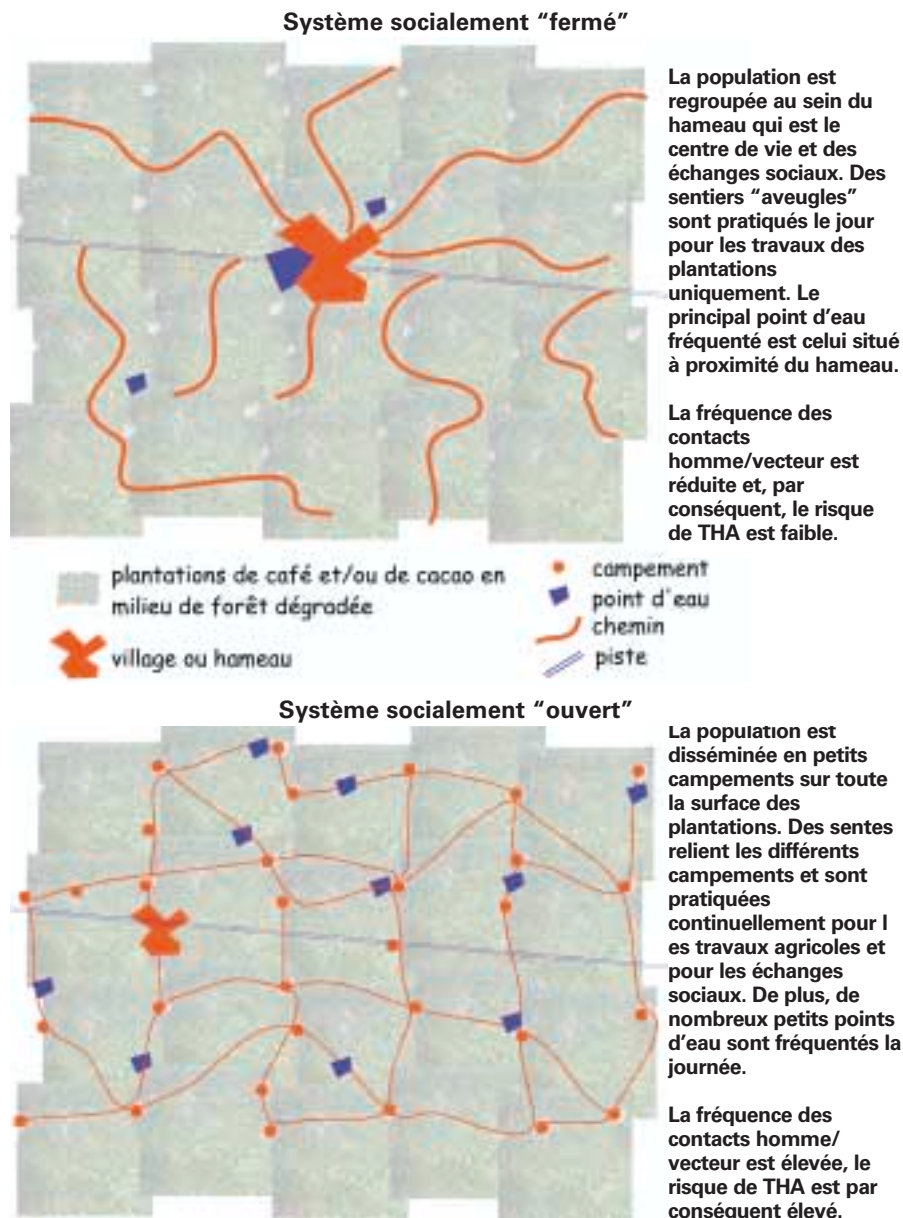 Système socialement “fermé”
La population est
regroupée au sein du
hameau qui est le
centre de vie et des
échanges sociaux. Des
sentiers “aveugles”
sont pratiqués le jour
pour les travaux des
plantations
uniquement. Le
principal point d’eau
fréquenté est celui situé
à proximité du hameau.
La fréquence des
contacts
homme/vecteur est
réduite et, par
conséquent, le risque
de THA est faible.
plantations de café et/ou de cacao en
milieu de forêt dégradée
village ou hameau
campement
point d'eau
chemin
piste
Système socialement “ouvert”
La population est
disséminée en petits
campements sur toute
la surface des
plantations. Des sentes
relient les différents
campements et sont
pratiquées
continuellement pour l
es travaux agricoles et
pour les échanges
sociaux. De plus, de
nombreux petits points
d’eau sont fréquentés la
journée.
La fréquence des
contacts homme/
vecteur est élevée, le
risque de THA est par
conséquent élevé.